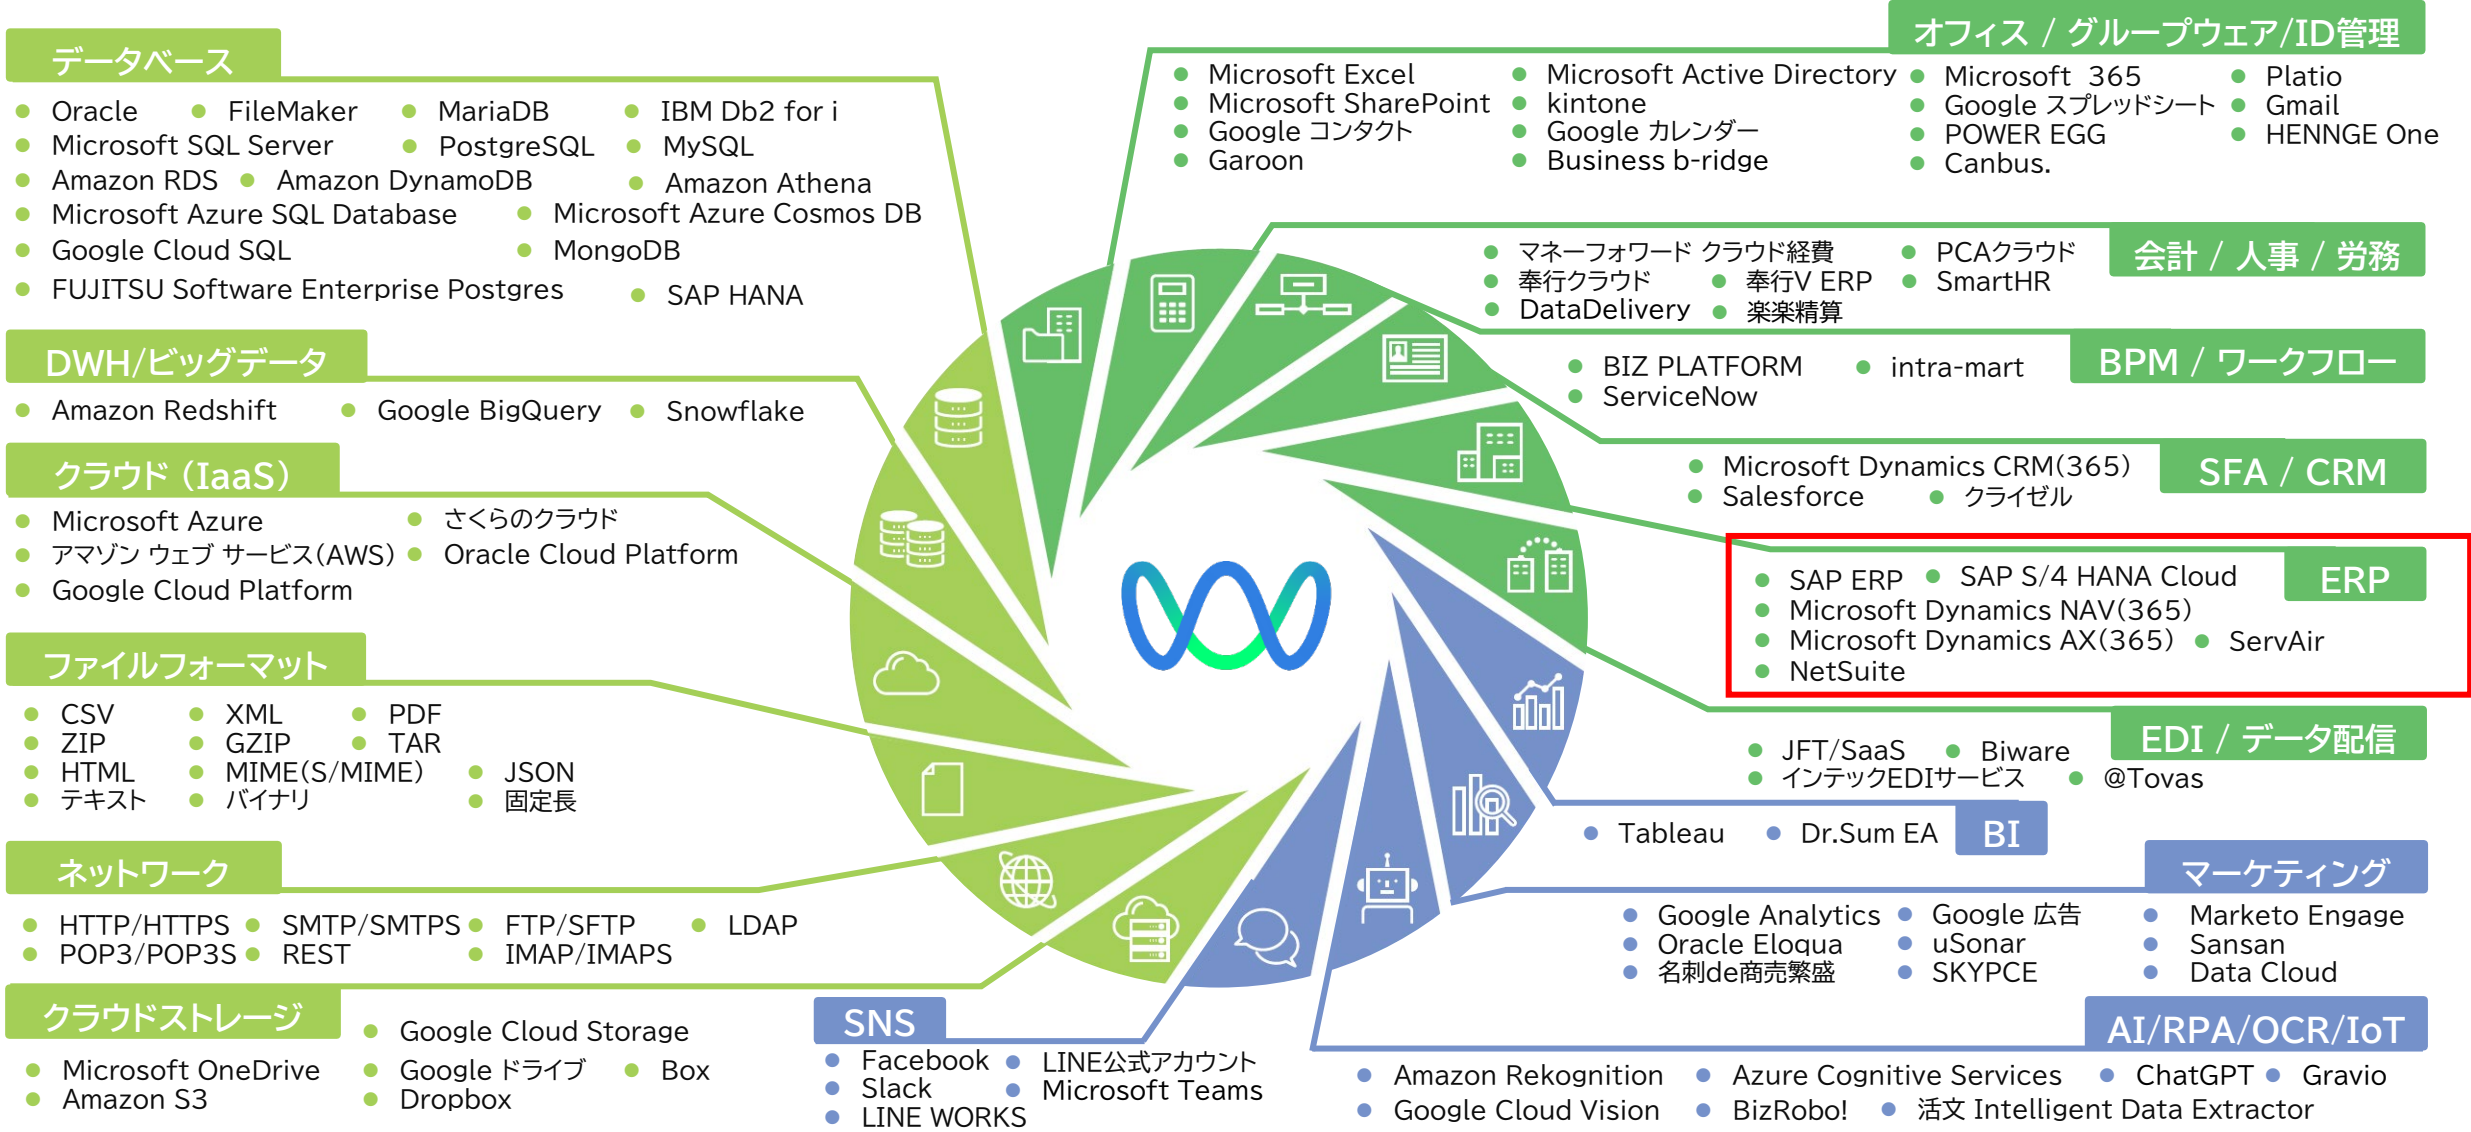 データベース
Oracle FileMaker MariaDB IBM Db2 for i
Microsoft SQL Server PostgreSQL MySQL
Amazon RDS Amazon DynamoDB Amazon Athena
Microsoft Azure SQL Database Microsoft Azure Cosmos DB
Google Cloud SQL MongoDB
FUJITSU Software Enterprise Postgres SAP HANA
DWH/ビッグデータ
Amazon Redshift Google BigQuery Snowflake
クラウド（IaaS）
Microsoft Azure さくらのクラウド
アマゾン ウェブ サービス（AWS） Oracle Cloud Platform
Google Cloud Platform
ファイルフォーマット
CSV XML PDF
ZIP GZIP TAR
HTML MIME（S/MIME） JSON
テキスト バイナリ 固定長
ネットワーク
HTTP/HTTPS SMTP/SMTPS FTP/SFTP LDAP
POP3/POP3S REST IMAP/IMAPS
クラウドストレージ
Google Cloud Storage
Microsoft OneDrive Google ドライブ Box
Amazon S3 Dropbox
オフィス / グループウェア/ID管理
Microsoft Excel Microsoft Active Directory Microsoft 365 Platio
Microsoft SharePoint kintone Google スプレッドシート Gmail
Google コンタクト Google カレンダー POWER EGG HENNGE One
Garoon Business b-ridge Canbus.
会計 / 人事 / 労務
マネーフォワード クラウド経費 PCAクラウド
奉行クラウド 奉行V ERP SmartHR
DataDelivery 楽楽精算
BPM / ワークフロー
BIZ PLATFORM intra-mart
ServiceNow
SFA / CRM
Microsoft Dynamics CRM（365）
Salesforce クライゼル
ERP
SAP ERP SAP S/4 HANA Cloud
Microsoft Dynamics NAV（365）
Microsoft Dynamics AX（365） ServAir
NetSuite
EDI / データ配信
JFT/SaaS Biware
インテックEDIサービス @Tovas
BI
Tableau Dr.Sum EA
マーケティング
Google Analytics Google 広告 Marketo Engage
Oracle Eloqua uSonar Sansan
名刺de商売繁盛 SKYPCE Data Cloud
SNS
Facebook LINE公式アカウント
Slack Microsoft Teams
LINE WORKS
AI/RPA/OCR/IoT
Amazon Rekognition Azure Cognitive Services ChatGPT Gravio
Google Cloud Vision BizRobo! 活文 Intelligent Data Extractor